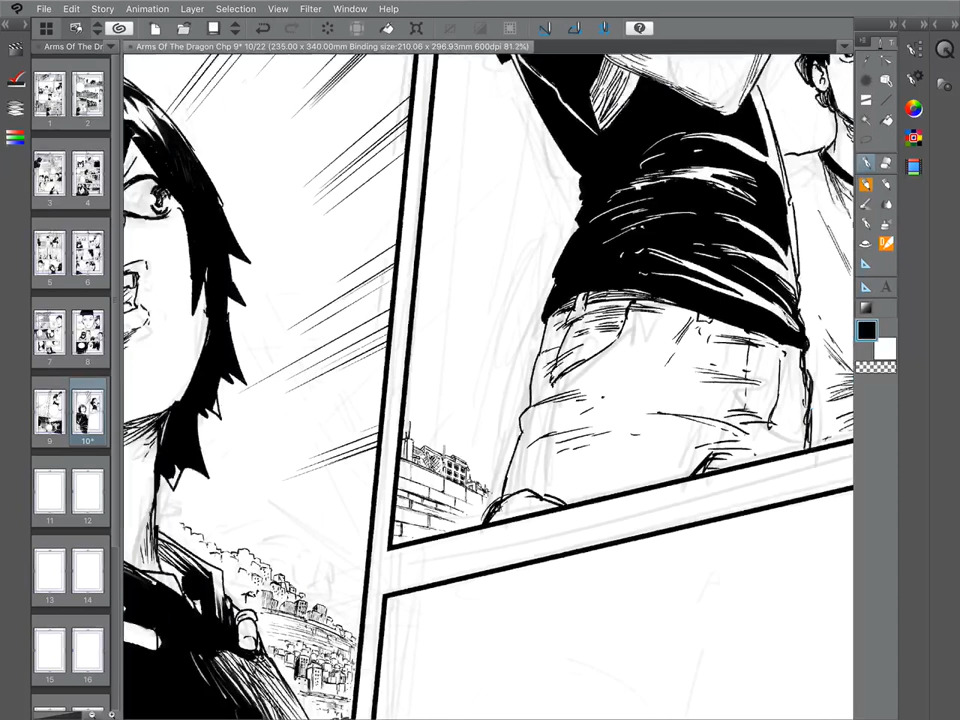 File Edit Story Animation Layer Selection View Filter Window Help
Arms Of The Dr
Arms Of The Dragon Chp 9* 10/22 (235.00 x 340.00mm Binding size:210.06 x 296.93mm 600dpi 81.2%)
1 2
3 4
5 6
7 8
9 10*
11 12
13 14
15 16
T
A